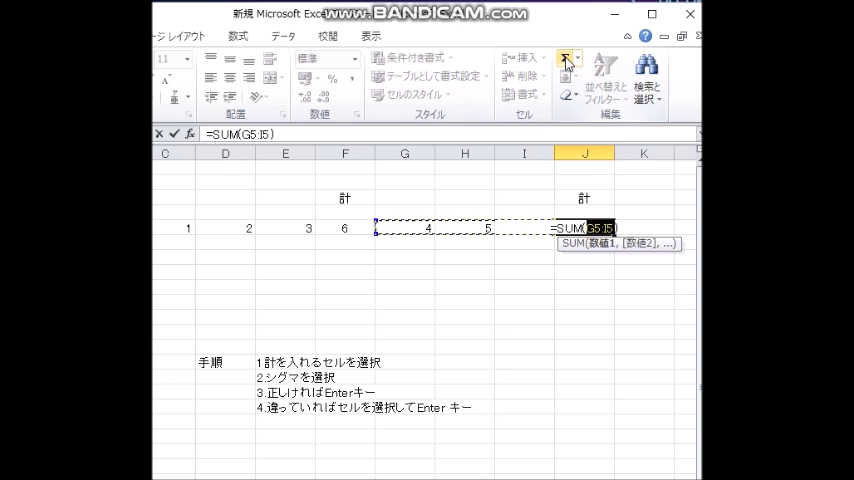 新規 Microsoft Exce
www.BANDICAM.com
ージ レイアウト 数式 データ 校閲 表示
11 標準 条件付き書式 挿入 Σ
テーブルとして書式設定 削除 並べ替えと 検索と
セルのスタイル 書式 フィルター 選択
配置 数値 スタイル セル 編集
=SUM(G5:I5)
C D E F G H I J K
計 計
1 2 3 6 4 5 =SUM(G5:I5)
SUM(数値1, [数値2], ...)
手順 1計を入れるセルを選択
2.シグマを選択
3.正しければEnterキー
4.違っていればセルを選択してEnter キー